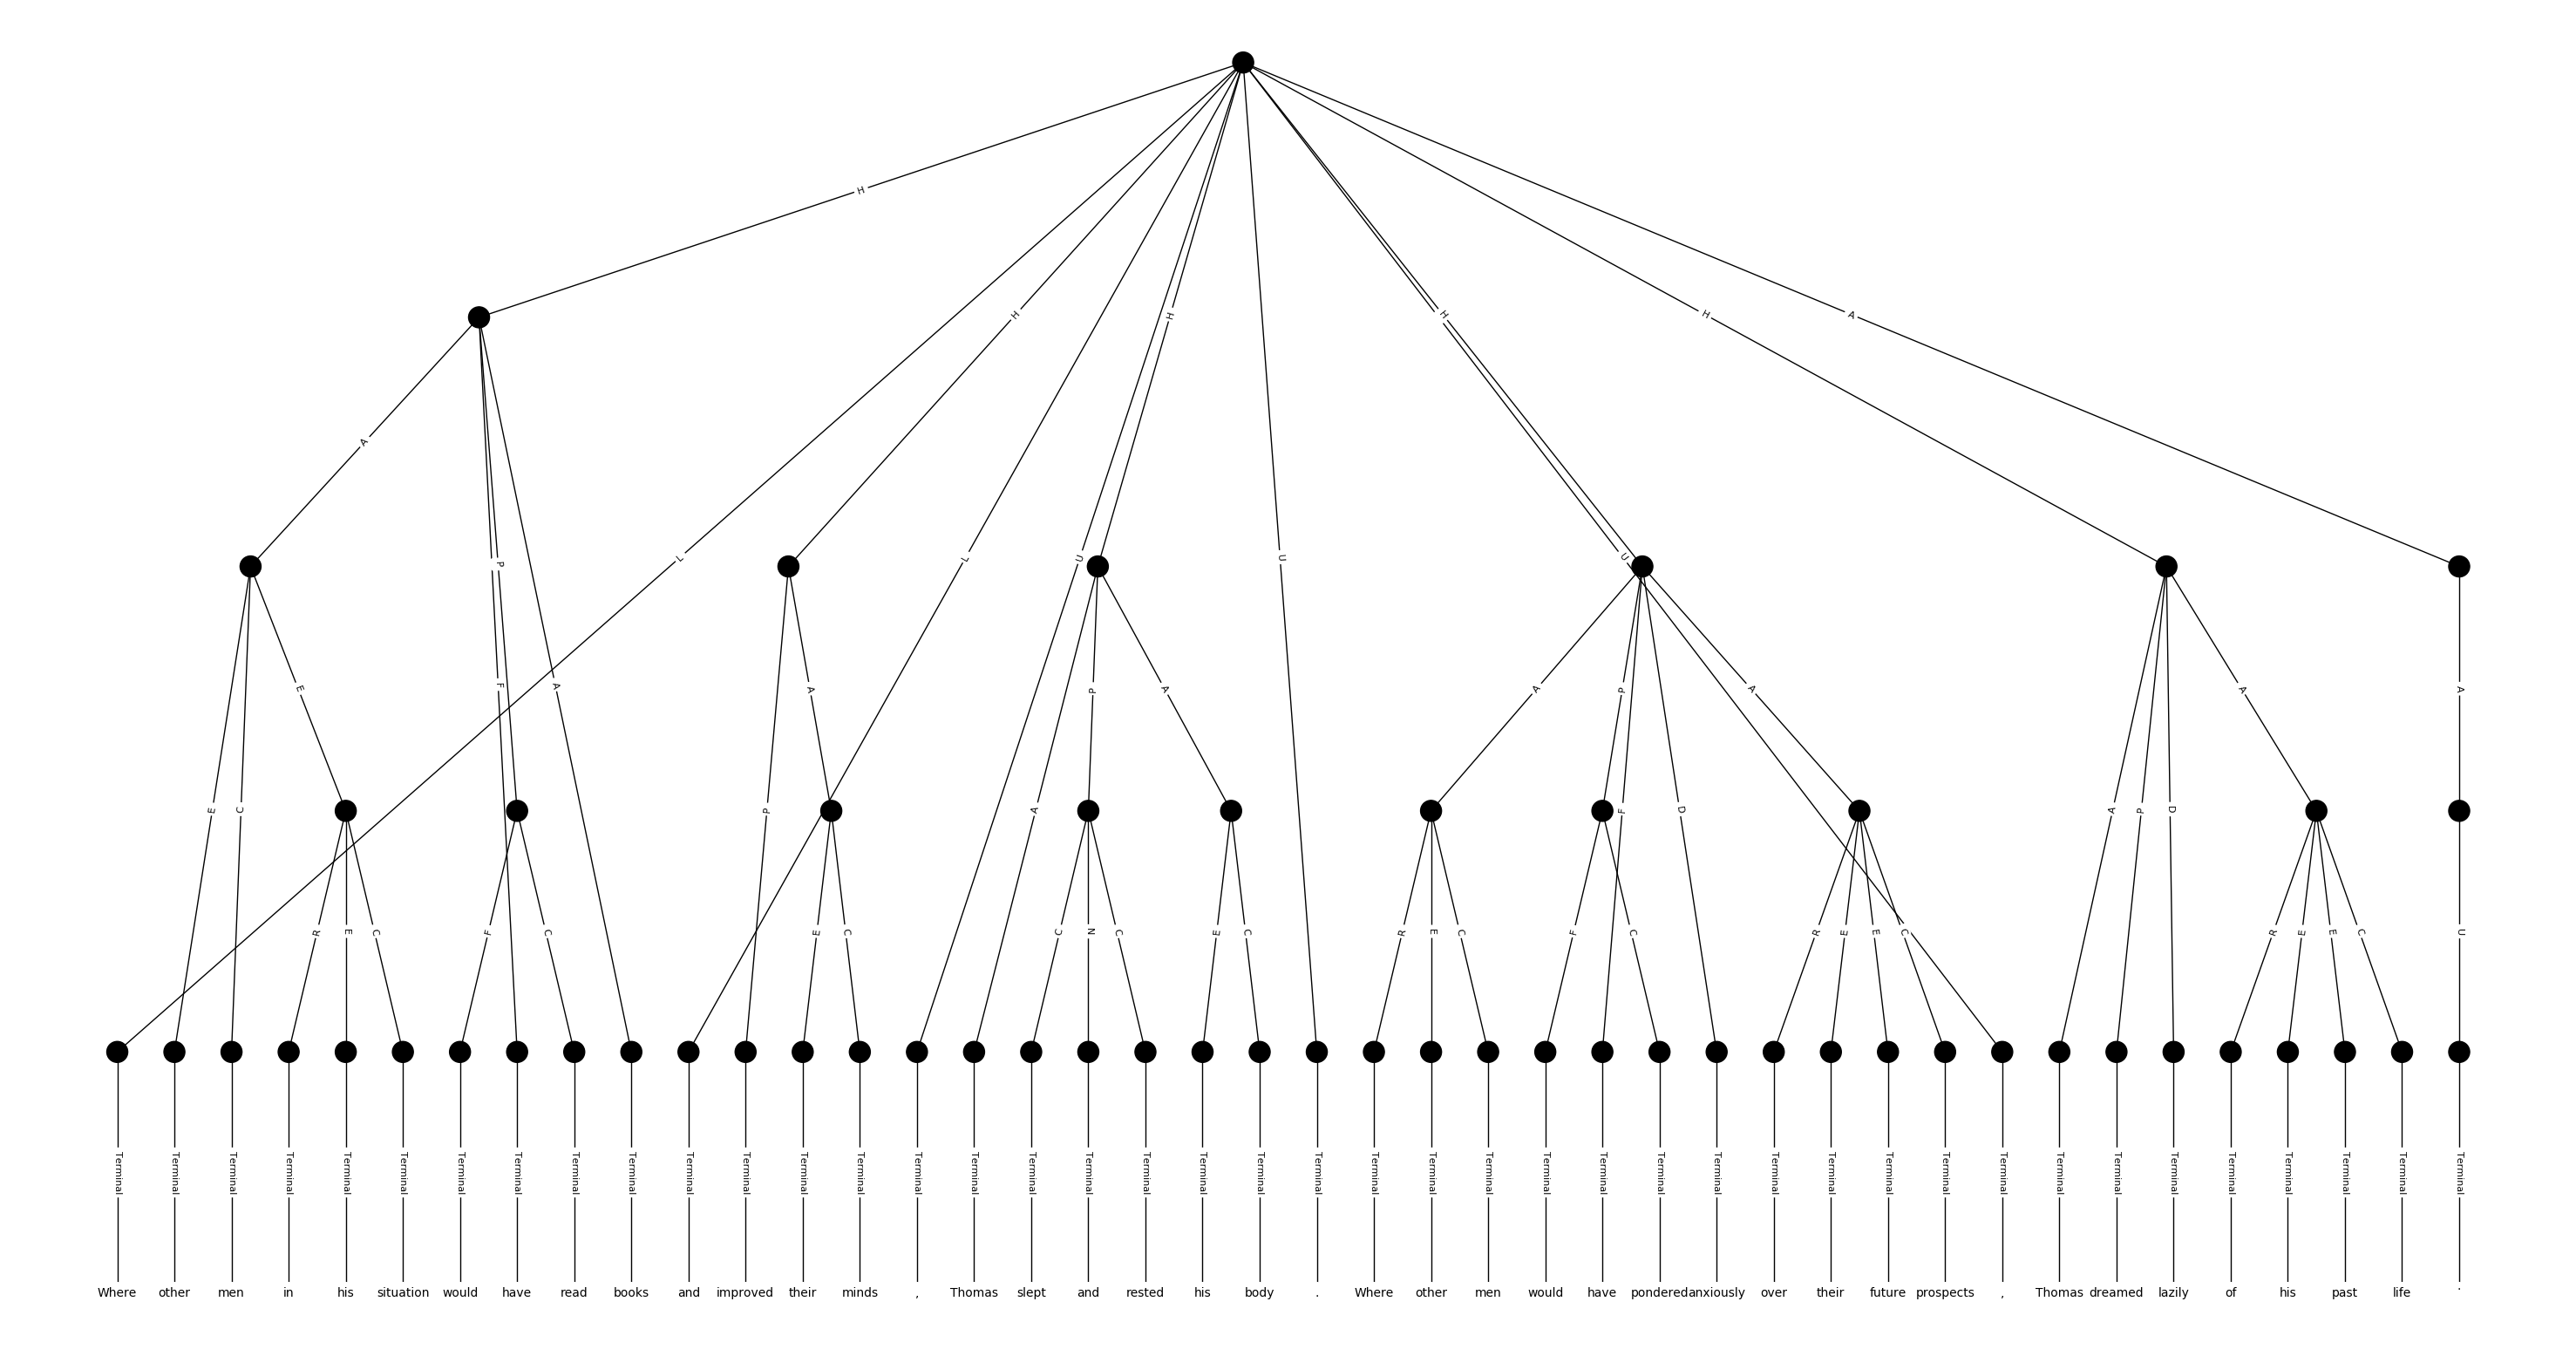 H
H H H H A
A
P L L U U U
E F A A P A A P A A A
E C P A F D A P D
R E C F C E C C N C E C R E C F C R E E C R E E C U
Terminal Terminal Terminal Terminal Terminal Terminal Terminal Terminal Terminal Terminal Terminal Terminal Terminal Terminal Terminal Terminal Terminal Terminal Terminal Terminal Terminal Terminal Terminal Terminal Terminal Terminal Terminal Terminal Terminal Terminal Terminal Terminal Terminal Terminal Terminal Terminal Terminal Terminal Terminal Terminal Terminal Terminal
Where other men in his situation would have read books and improved their minds , Thomas slept and rested his body . Where other men would have pondered anxiously over their future prospects , Thomas dreamed lazily of his past life .